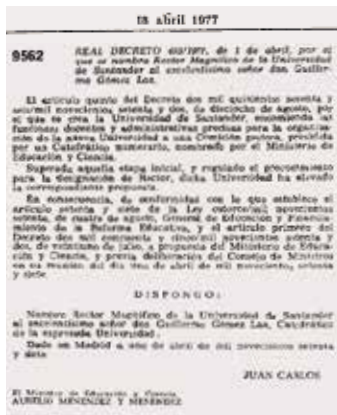 18 abril 1977
9562
REAL DECRETO de 1 de abril, por el
que se nombra Rector Magnífico de la Universidad
de Santander al excelentísimo señor don Guiller-
mo Gómez Laa.
El artículo quinto del Decreto dos mil quinientos setenta y
seis/mil novecientos setenta y dos, de dieciocho de agosto, por
el que se crea la Universidad de Santander, encomienda las
funciones docentes y administrativas precisas para la organiza-
ción de la nueva Universidad a una Comisión gestora, presidida
por un Catedrático numerario, nombrado por el Ministerio de
Educación y Ciencia.
Superada aquella etapa inicial, y regulado el procedimiento
para la designación de Rector, dicha Universidad ha elevado
la correspondiente propuesta.
En consecuencia, de conformidad con lo que establece el
artículo setenta y siete de la Ley catorce/mil novecientos
setenta, de cuatro de agosto, General de Educación y Financia-
miento de la Reforma Educativa, y el artículo primero del
Decreto dos mil cincuenta y cinco/mil novecientos setenta y
dos, de veintiuno de julio, a propuesta del Ministerio de Educa-
ción y Ciencia, y previa deliberación del Consejo de Ministros
en su reunión del día uno de abril de mil novecientos setenta
y siete,
DISPONGO:
Nombro Rector Magnífico de la Universidad de Santander
al excelentísimo señor don Guillermo Gómez Laa, Catedrático
de la expresada Universidad.
Dado en Madrid a uno de abril de mil novecientos setenta
y siete.
JUAN CARLOS
El Ministro de Educación y Ciencia,
AURELIO MENENDEZ Y MENENDEZ